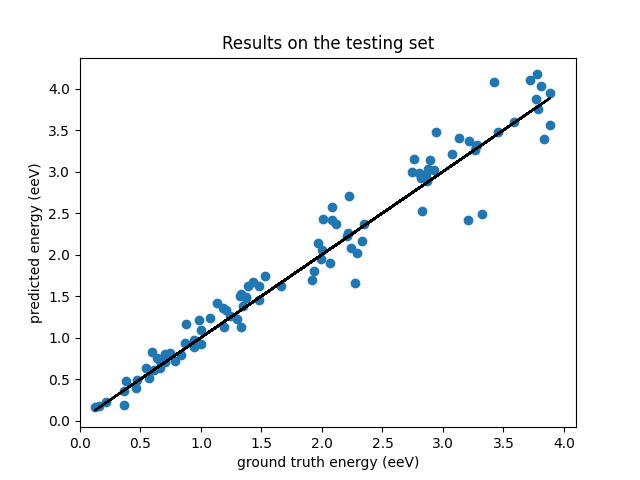 Results on the testing set
predicted energy (eeV)
4.0
3.5
3.0
2.5
2.0
1.5
1.0
0.5
0.0
0.0 0.5 1.0 1.5 2.0 2.5 3.0 3.5 4.0
ground truth energy (eeV)